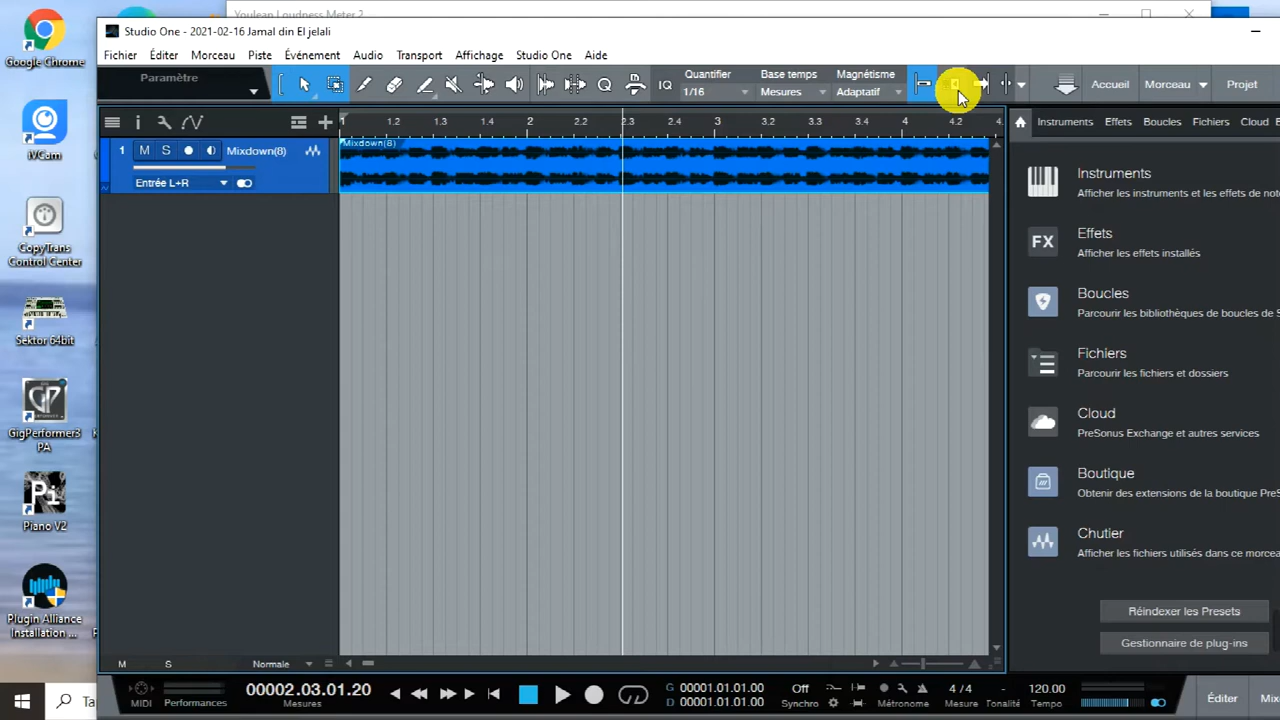 Youlean Loudness Meter 2
Studio One - 2021-02-16 Jamal din El jelali
Fichier Éditer Morceau Piste Événement Audio Transport Affichage Studio One Aide
Paramètre
IQ
Quantifier
1/16
Base temps
Mesures
Magnétisme
Adaptatif
Accueil Morceau Projet
1 1.2 1.3 1.4 2 2.2 2.3 2.4 3 3.2 3.3 3.4 4 4.2 4.
Instruments Effets Boucles Fichiers Cloud
1 M S Mixdown(8)
Entrée L+R
Mixdown(8)
Instruments
Afficher les instruments et les effets de not
FX
Effets
Afficher les effets installés
Boucles
Parcourir les bibliothèques de boucles de S
Fichiers
Parcourir les fichiers et dossiers
Cloud
PreSonus Exchange et autres services
Boutique
Obtenir des extensions de la boutique PreS
Chutier
Afficher les fichiers utilisés dans ce morcea
Réindexer les Presets
Gestionnaire de plug-ins
M S Normale
MIDI
Performances
00002.03.01.20
Mesures
G 00001.01.01.00
D 00001.01.01.00
Off
Synchro
Métronome
4 / 4
Mesure
-
Tonalité
120.00
Tempo
Éditer Mix
Google Chrome
iVCam
CopyTrans
Control Center
Sektor 64bit
GP
GigPerformer3
PA
Pi
Piano V2
Plugin Alliance
Installation ...
Ta